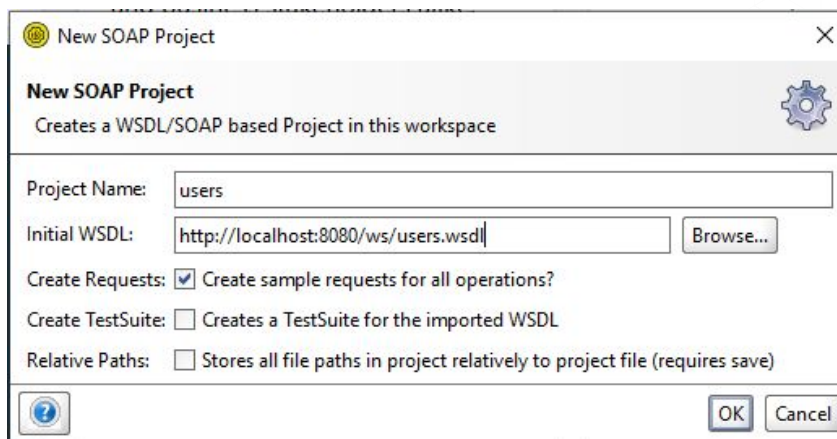 New SOAP Project
New SOAP Project
Creates a WSDL/SOAP based Project in this workspace
Project Name: users
Initial WSDL: http://localhost:8080/ws/users.wsdl Browse...
Create Requests: Create sample requests for all operations?
Create TestSuite: Creates a TestSuite for the imported WSDL
Relative Paths: Stores all file paths in project relatively to project file (requires save)
OK Cancel